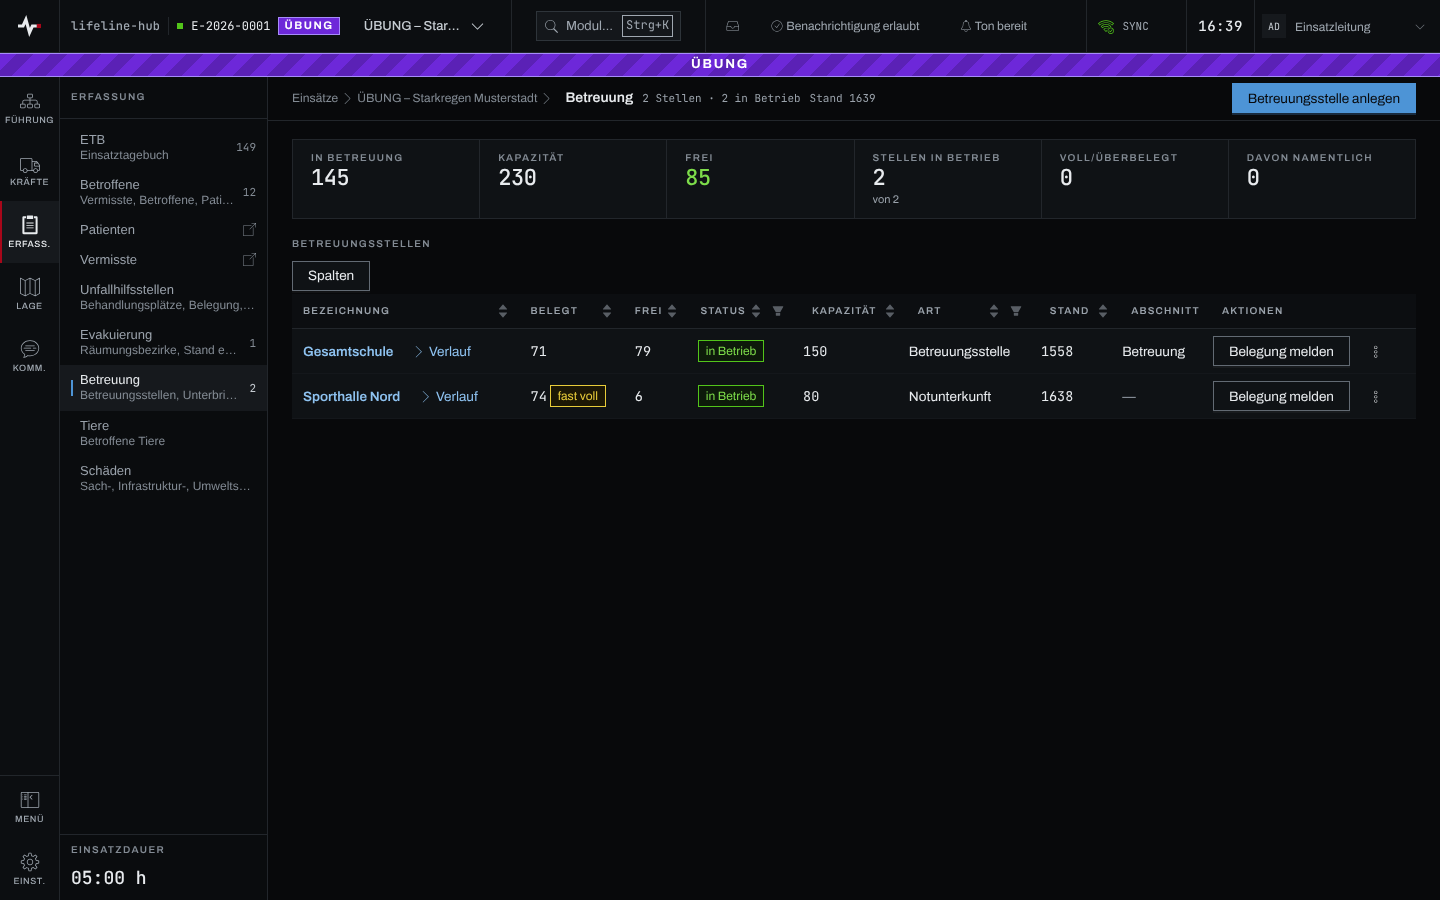 lifeline-hub
E-2026-0001
ÜBUNG
ÜBUNG – Star...
Modul...
Strg+K
Benachrichtigung erlaubt
Ton bereit
SYNC
16:39
AD
Einsatzleitung
ÜBUNG
FÜHRUNG
KRÄFTE
ERFASS.
LAGE
KOMM.
MENÜ
EINST.
ERFASSUNG
ETB
Einsatztagebuch
149
Betroffene
Vermisste, Betroffene, Pati...
12
Patienten
Vermisste
Unfallhilfsstellen
Behandlungsplätze, Belegung,...
Evakuierung
Räumungsbezirke, Stand e...
1
Betreuung
Betreuungsstellen, Unterbri...
2
Tiere
Betroffene Tiere
Schäden
Sach-, Infrastruktur-, Umwelts...
EINSATZDAUER
05:00 h
Einsätze
ÜBUNG – Starkregen Musterstadt
Betreuung
2 Stellen · 2 in Betrieb
Stand 1639
Betreuungsstelle anlegen
IN BETREUUNG
145
KAPAZITÄT
230
FREI
85
STELLEN IN BETRIEB
2
von 2
VOLL/ÜBERBELEGT
0
DAVON NAMENTLICH
0
BETREUUNGSSTELLEN
Spalten
BEZEICHNUNG BELEGT FREI STATUS KAPAZITÄT ART STAND ABSCHNITT AKTIONEN
Gesamtschule Verlauf 71 79 in Betrieb 150 Betreuungsstelle 1558 Betreuung Belegung melden
Sporthalle Nord Verlauf 74 fast voll 6 in Betrieb 80 Notunterkunft 1638 — Belegung melden